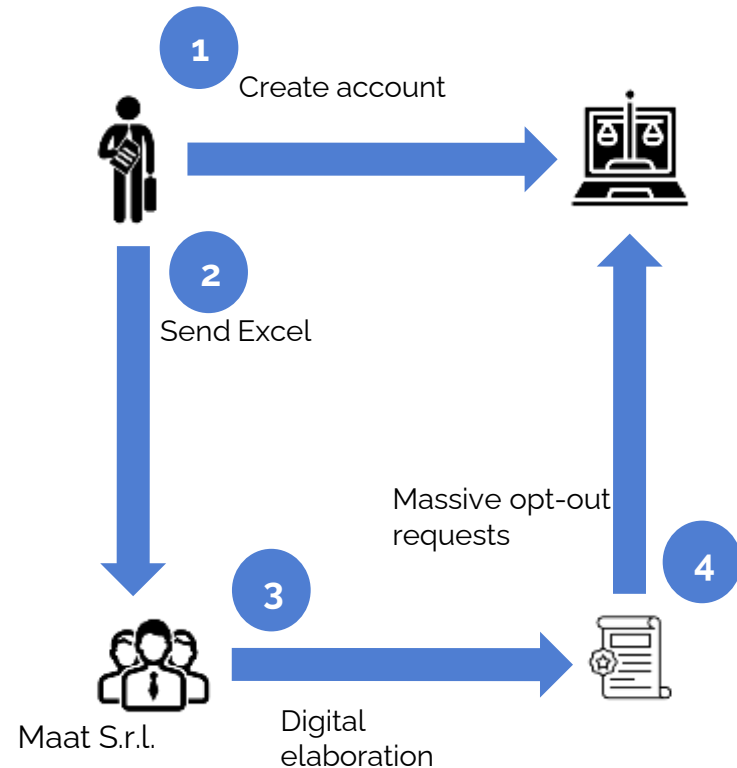 1
Create account
2
Send Excel
Massive opt-out
requests
4
3
Maat S.r.l.
Digital
elaboration